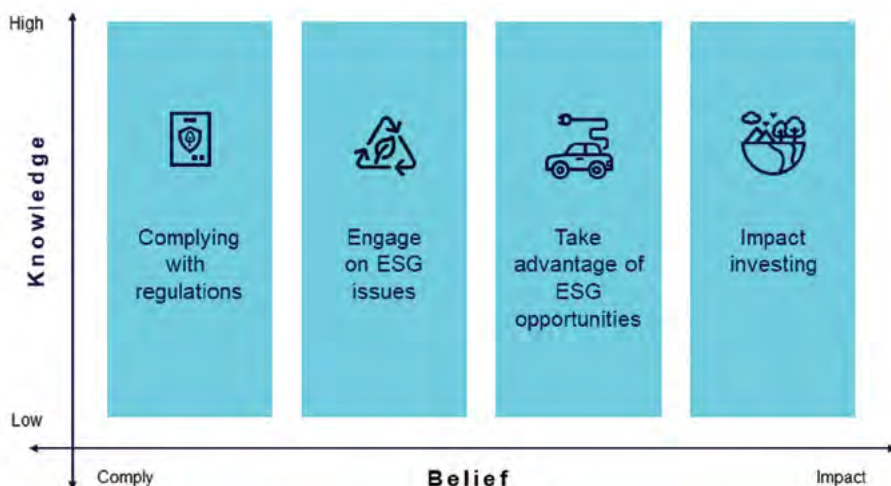 High
Knowledge
Low
Complying
with
regulations
Engage
on ESG
issues
Take
advantage of
ESG
opportunities
Impact
investing
Comply
Belief
Impact